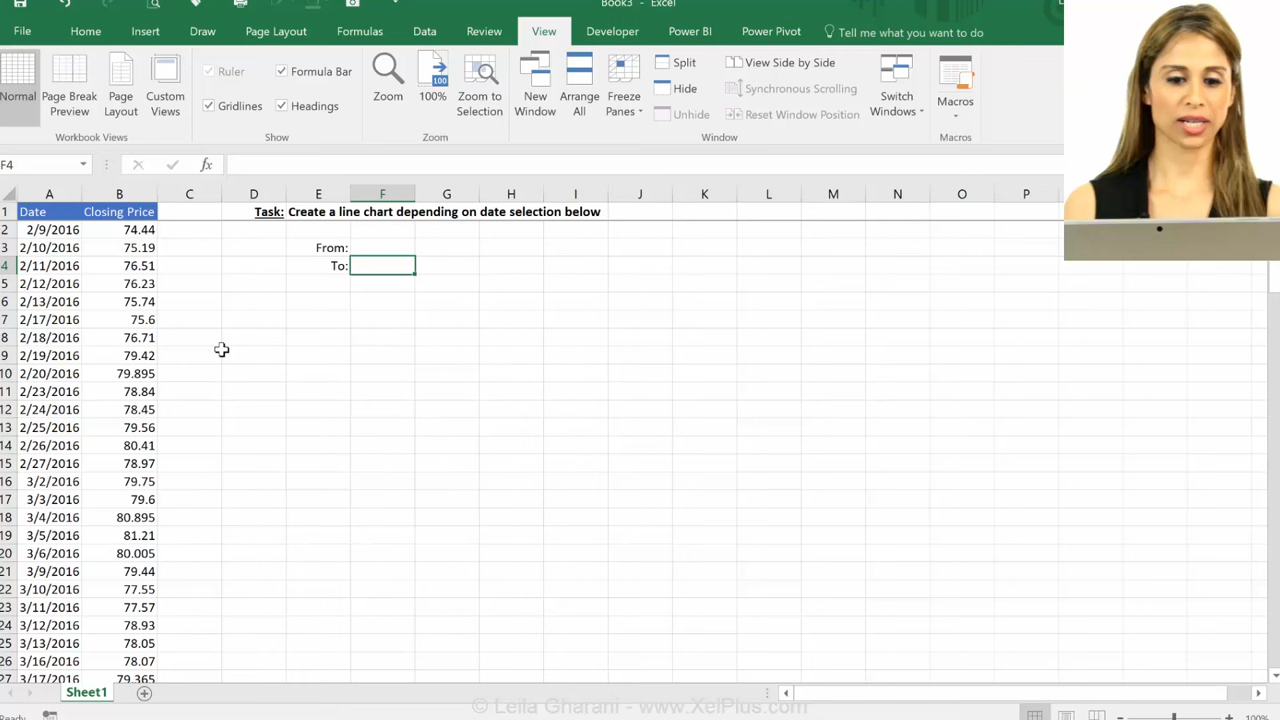 Book3 - Excel
File Home Insert Draw Page Layout Formulas Data Review View Developer Power BI Power Pivot Tell me what you want to do
Normal Page Break Preview Page Layout Custom Views
Workbook Views
Ruler Formula Bar
Gridlines Headings
Show
Zoom 100% Zoom to Selection
Zoom
New Window Arrange All Freeze Panes
Split
Hide
Unhide
View Side by Side
Synchronous Scrolling
Reset Window Position
Switch Windows
Window
Macros
Macros
F4 fx
A B C D E F G H I J K L M N O P
1 Date Closing Price Task: Create a line chart depending on date selection below
2 2/9/2016 74.44
3 2/10/2016 75.19 From:
4 2/11/2016 76.51 To:
5 2/12/2016 76.23
6 2/13/2016 75.74
7 2/17/2016 75.6
8 2/18/2016 76.71
9 2/19/2016 79.42
10 2/20/2016 79.895
11 2/23/2016 78.84
12 2/24/2016 78.45
13 2/25/2016 79.56
14 2/26/2016 80.41
15 2/27/2016 78.97
16 3/2/2016 79.75
17 3/3/2016 79.6
18 3/4/2016 80.895
19 3/5/2016 81.21
20 3/6/2016 80.005
21 3/9/2016 79.44
22 3/10/2016 77.55
23 3/11/2016 77.57
24 3/12/2016 78.93
25 3/13/2016 78.05
26 3/16/2016 78.07
27 3/17/2016 79.365
Sheet1
© Leila Gharani - www.XelPlus.com
100%